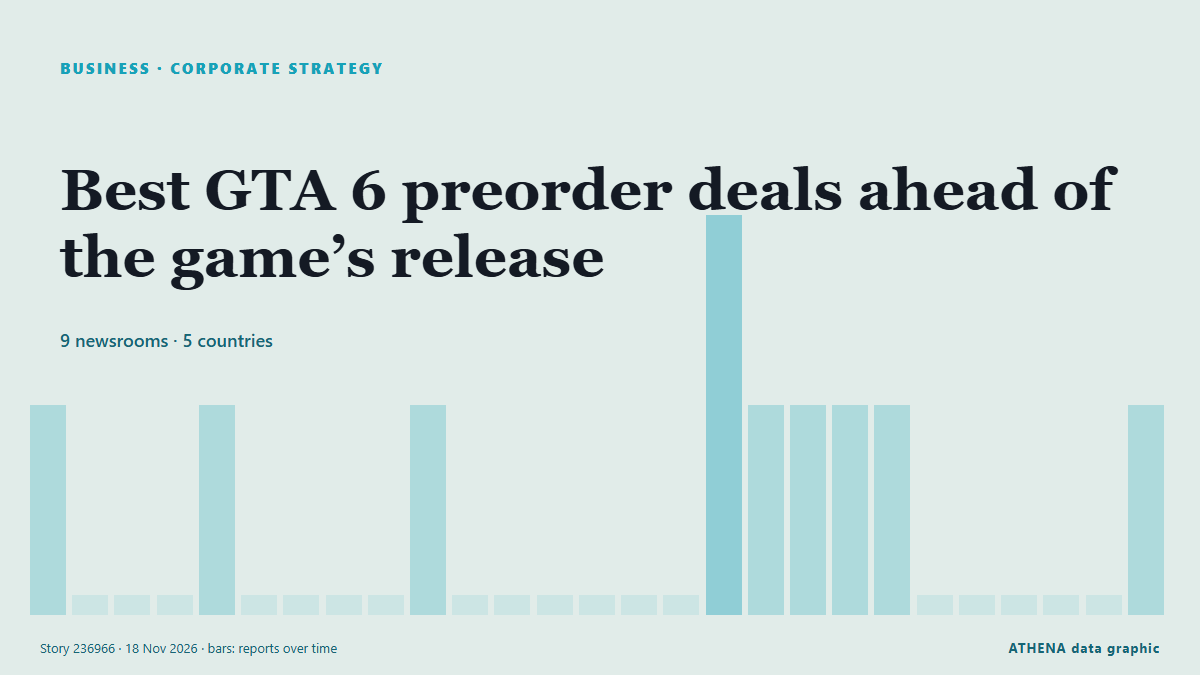 BUSINESS · CORPORATE STRATEGY
Best GTA 6 preorder deals ahead of
the game’s release
9 newsrooms · 5 countries
Story 236966 · 18 Nov 2026 · bars: reports over time
ATHENA data graphic